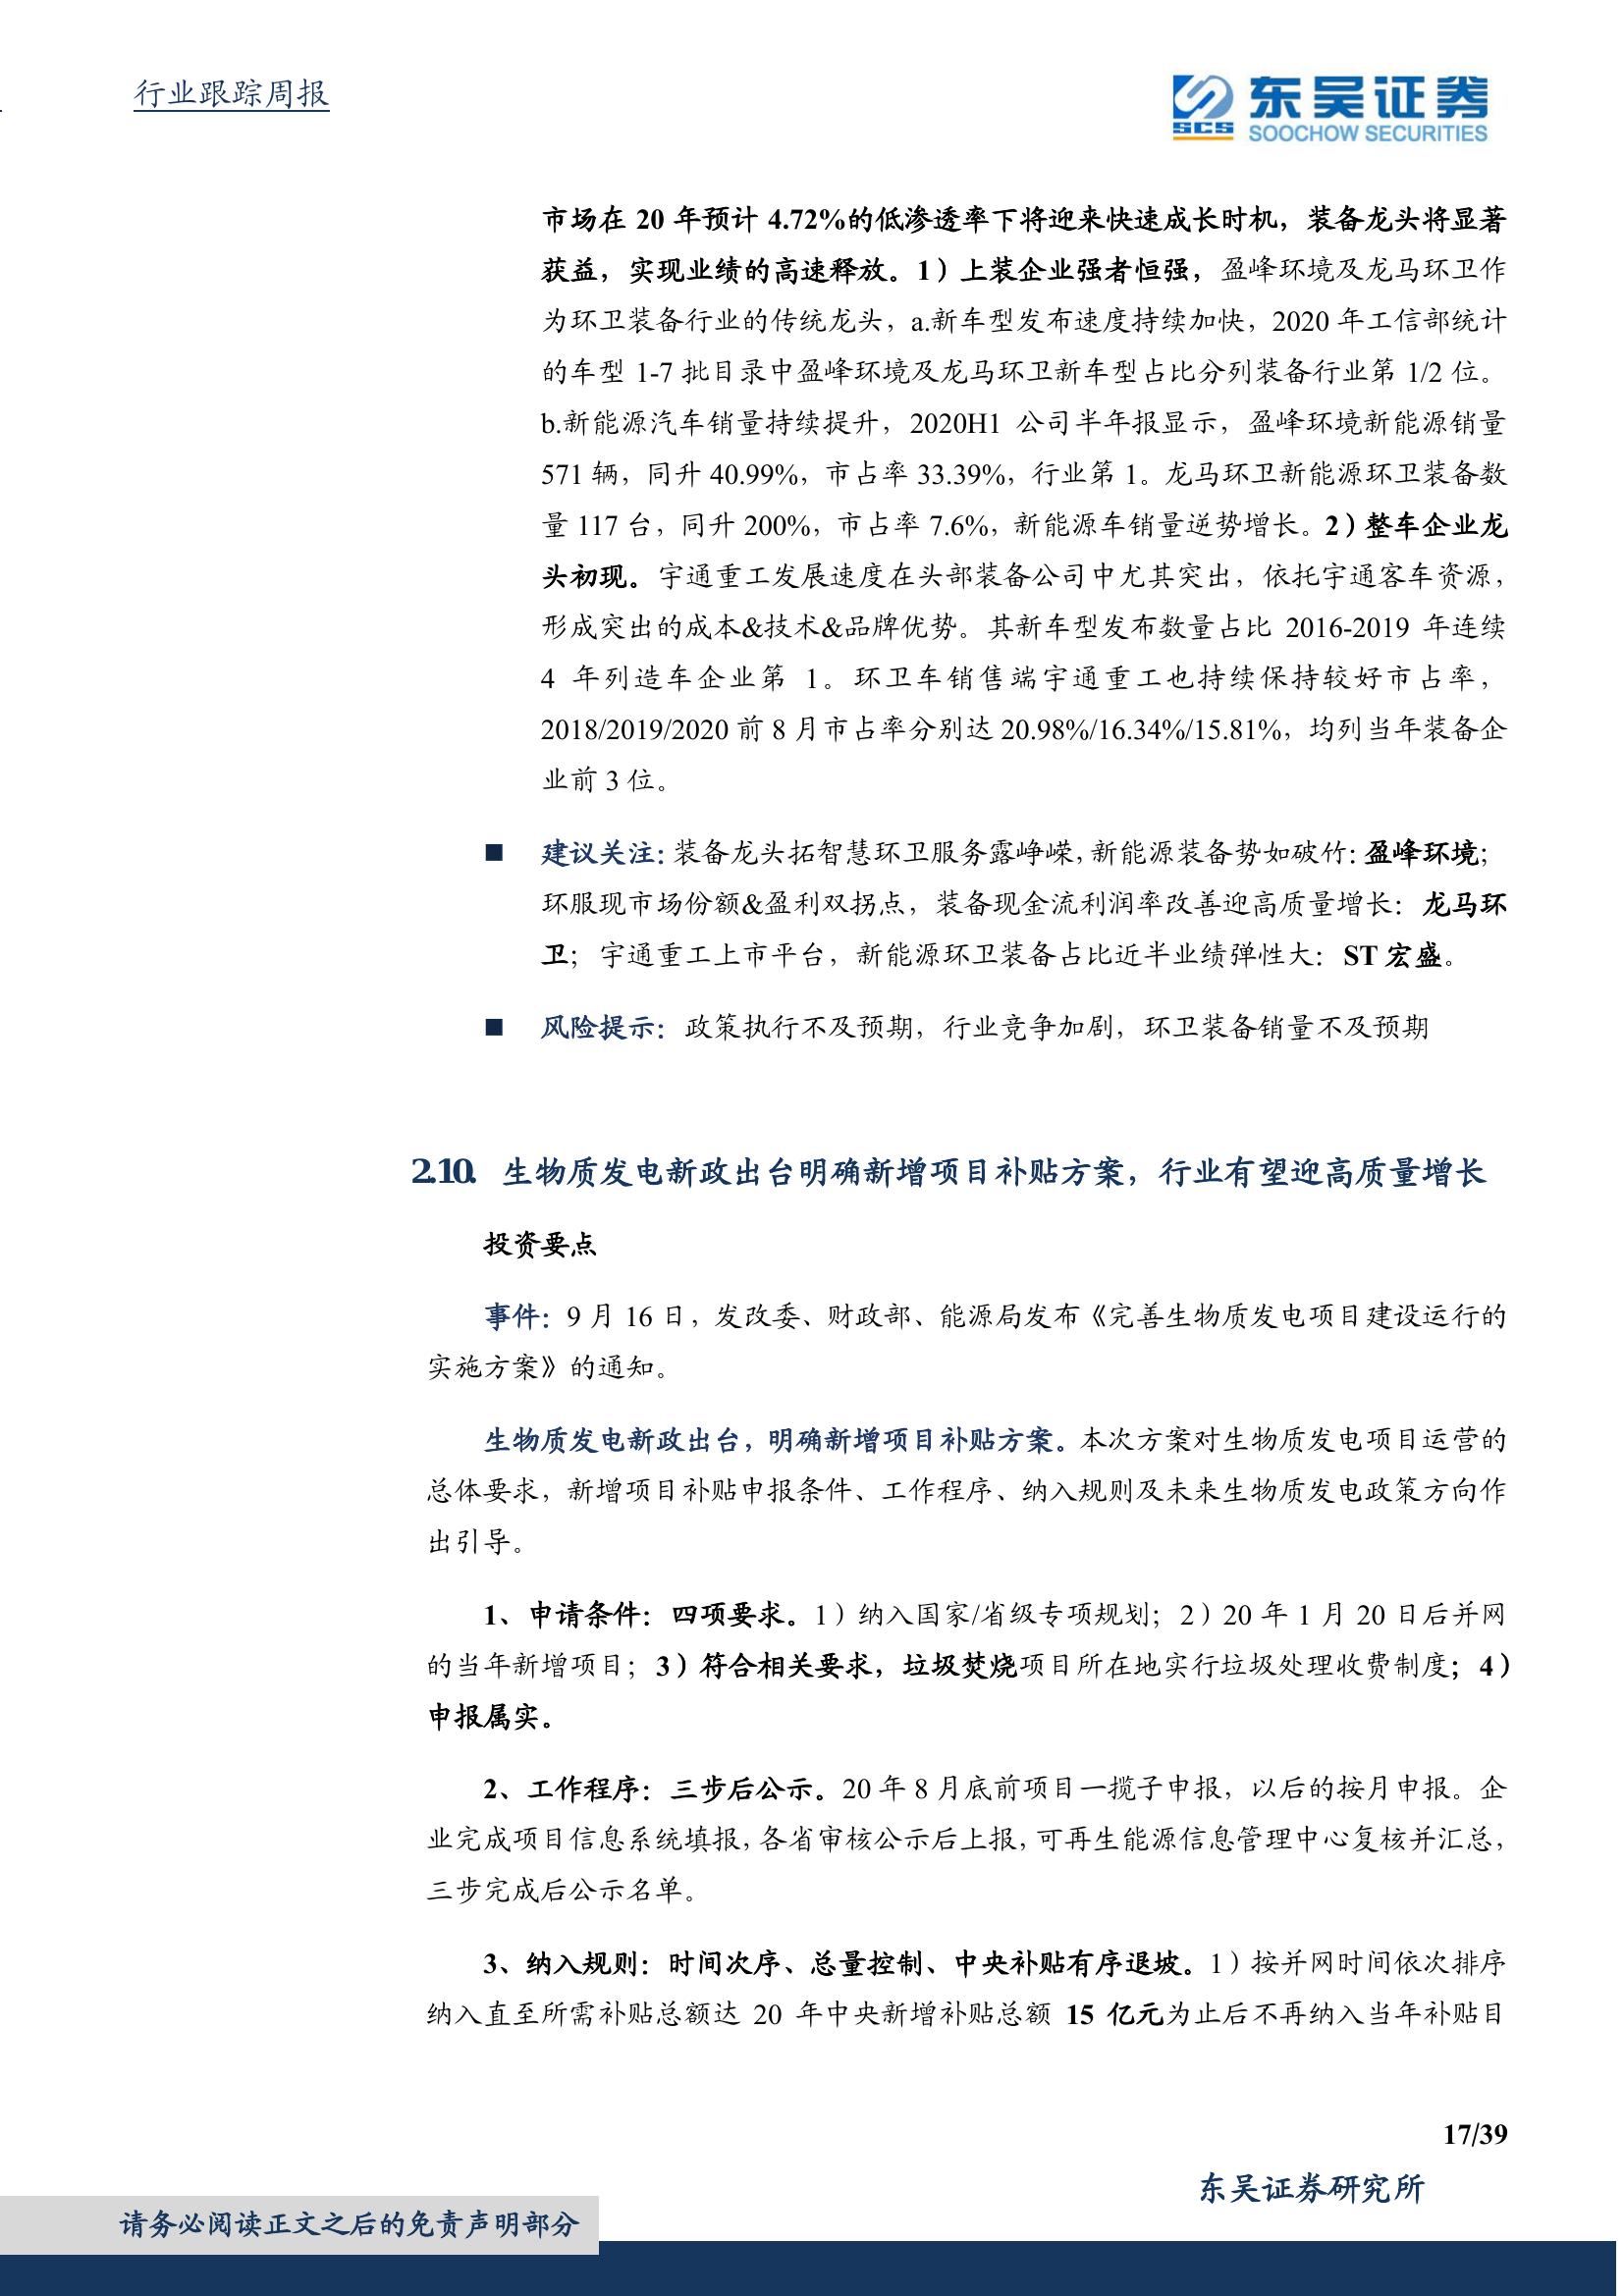 行业跟踪周报
SCS 东吴证券
SOOCHOW SECURITIES
市场在 20 年预计 4.72%的低渗透率下将迎来快速成长时机，装备龙头将显著
获益，实现业绩的高速释放。1）上装企业强者恒强，盈峰环境及龙马环卫作
为环卫装备行业的传统龙头，a.新车型发布速度持续加快，2020 年工信部统计
的车型 1-7 批目录中盈峰环境及龙马环卫新车型占比分列装备行业第 1/2 位。
b.新能源汽车销量持续提升，2020H1 公司半年报显示，盈峰环境新能源销量
571 辆，同升 40.99%，市占率 33.39%，行业第 1。龙马环卫新能源环卫装备数
量 117 台，同升 200%，市占率 7.6%，新能源车销量逆势增长。2）整车企业龙
头初现。宇通重工发展速度在头部装备公司中尤其突出，依托宇通客车资源，
形成突出的成本&技术&品牌优势。其新车型发布数量占比 2016-2019 年连续
4 年列造车企业第 1。环卫车销售端宇通重工也持续保持较好市占率，
2018/2019/2020 前 8 月市占率分别达 20.98%/16.34%/15.81%，均列当年装备企
业前 3 位。
■ 建议关注：装备龙头拓智慧环卫服务露峥嵘，新能源装备势如破竹：盈峰环境；
环服现市场份额&盈利双拐点，装备现金流利润率改善迎高质量增长：龙马环
卫；宇通重工上市平台，新能源环卫装备占比近半业绩弹性大：ST 宏盛。
■ 风险提示：政策执行不及预期，行业竞争加剧，环卫装备销量不及预期
2.10. 生物质发电新政出台明确新增项目补贴方案，行业有望迎高质量增长
投资要点
事件：9 月 16 日，发改委、财政部、能源局发布《完善生物质发电项目建设运行的
实施方案》的通知。
生物质发电新政出台，明确新增项目补贴方案。本次方案对生物质发电项目运营的
总体要求，新增项目补贴申报条件、工作程序、纳入规则及未来生物质发电政策方向作
出引导。
1、申请条件：四项要求。1）纳入国家/省级专项规划；2）20 年 1 月 20 日后并网
的当年新增项目；3）符合相关要求，垃圾焚烧项目所在地实行垃圾处理收费制度；4）
申报属实。
2、工作程序：三步后公示。20 年 8 月底前项目一揽子申报，以后的按月申报。企
业完成项目信息系统填报，各省审核公示后上报，可再生能源信息管理中心复核并汇总，
三步完成后公示名单。
3、纳入规则：时间次序、总量控制、中央补贴有序退坡。1）按并网时间依次排序
纳入直至所需补贴总额达 20 年中央新增补贴总额 15 亿元为止后不再纳入当年补贴目
17/39
东吴证券研究所
请务必阅读正文之后的免责声明部分